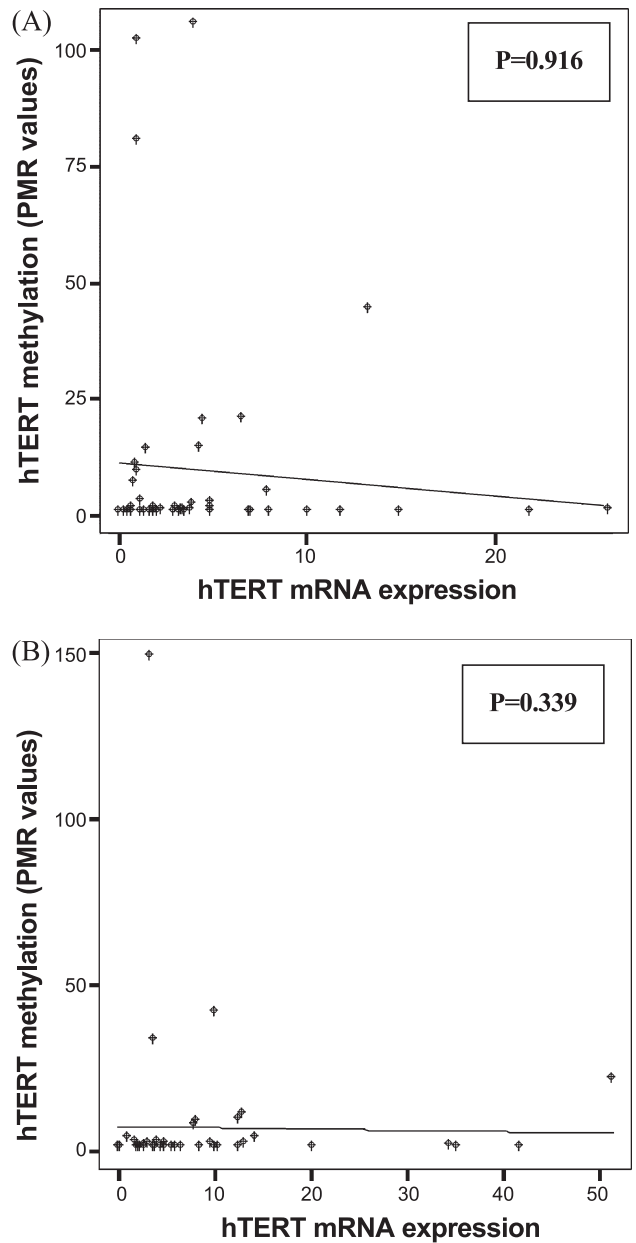 (A)
P=0.916
hTERT methylation (PMR values)
100
75
50
25
0
0 10 20
hTERT mRNA expression
(B)
P=0.339
hTERT methylation (PMR values)
150
100
50
0
0 10 20 30 40 50
hTERT mRNA expression